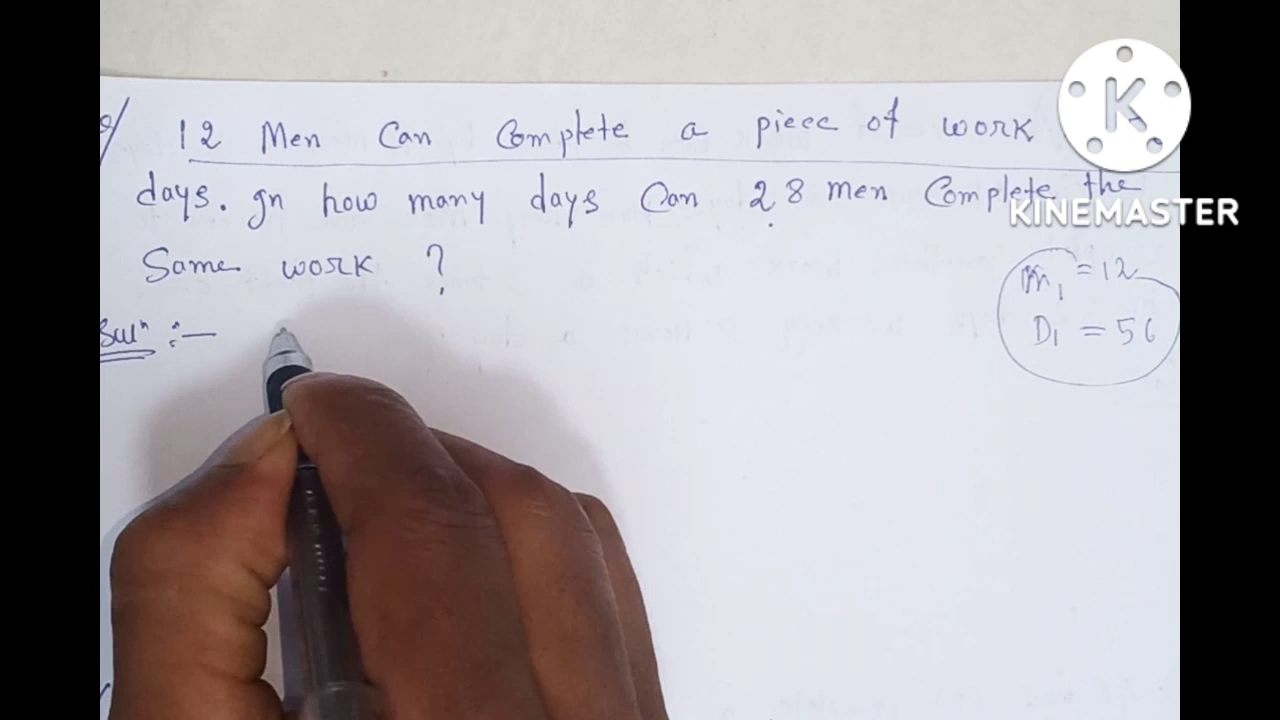 12 Men Can Complete a piece of work
days. In how many days Can 28 men Complete the
Same work ?
Sulⁿ :—
M₁ = 12
D₁ = 56
K
KINEMASTER